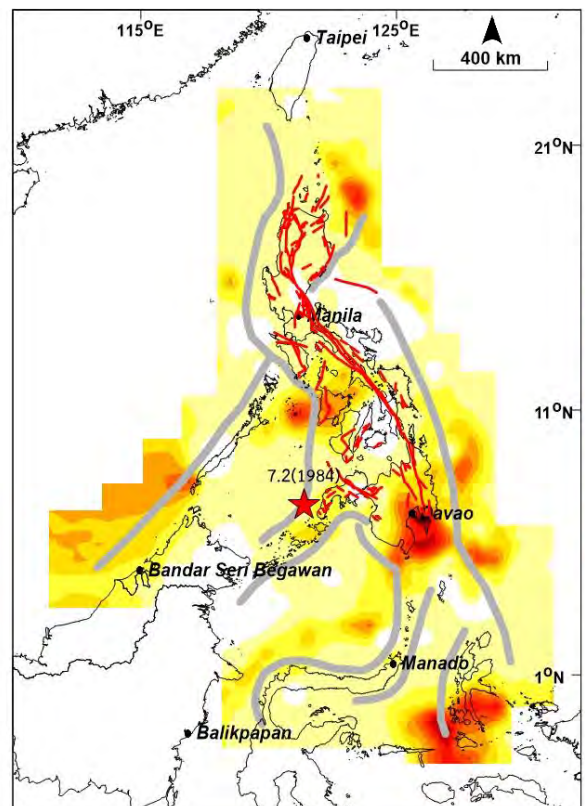 115°E
125°E
Taipei
400 km
21°N
Manila
11°N
7.2(1984)
Davao
Bandar Seri Begawan
Manado
1°N
Balikpapan